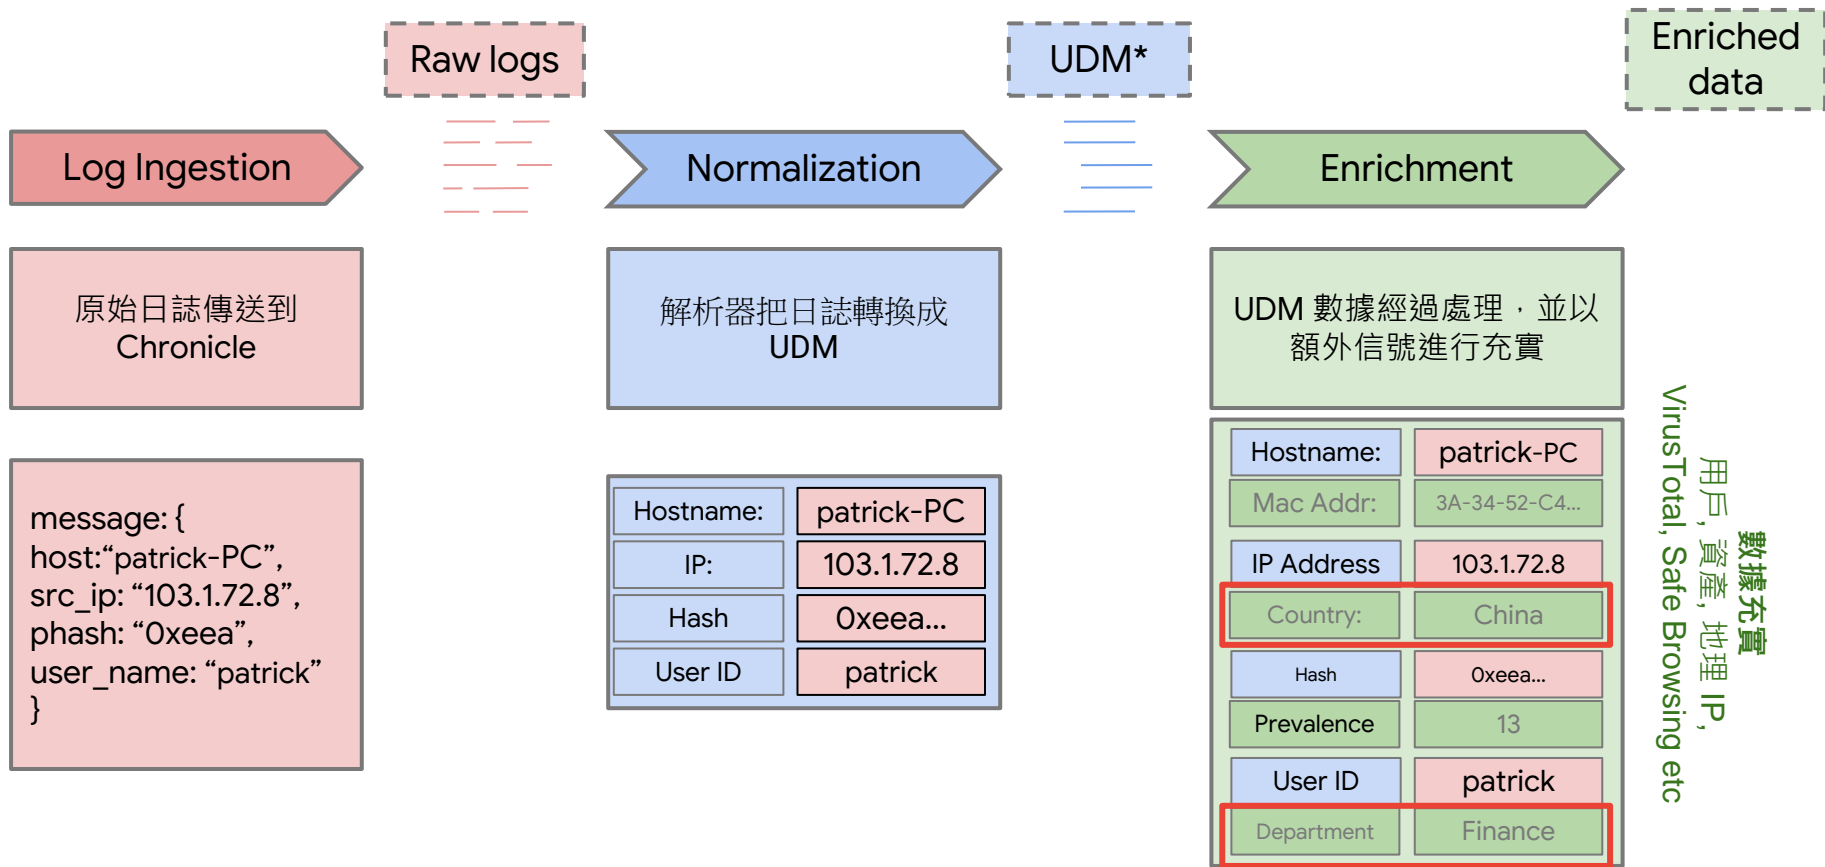 Raw logs
UDM*
Enriched
data
Log Ingestion
Normalization
Enrichment
原始日誌傳送到
Chronicle
解析器把日誌轉換成
UDM
UDM 數據經過處理，並以
額外信號進行充實
message: {
host:“patrick-PC”,
src_ip: “103.1.72.8”,
phash: “0xeea”,
user_name: “patrick”
}
Hostname: patrick-PC
IP: 103.1.72.8
Hash 0xeea...
User ID patrick
Hostname: patrick-PC
Mac Addr: 3A-34-52-C4...
IP Address 103.1.72.8
Country: China
Hash 0xeea...
Prevalence 13
User ID patrick
Department Finance
數據充實
用戶, 資產, 地理 IP,
VirusTotal, Safe Browsing etc